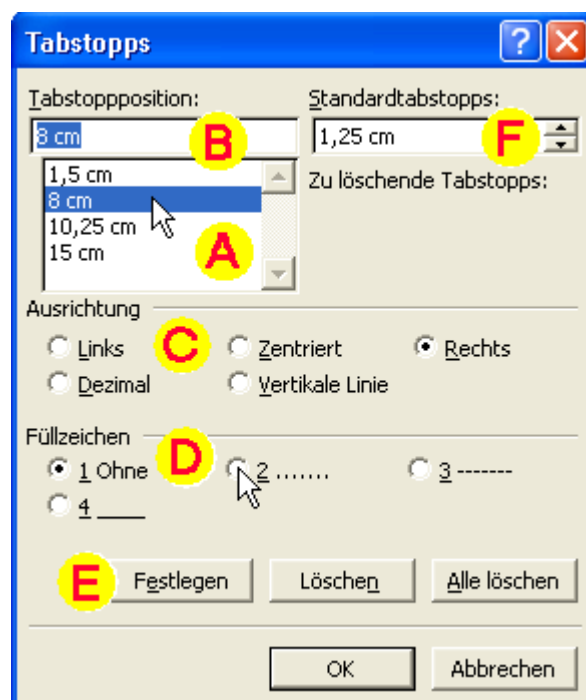 Tabstopps
Tabstoppposition: Standardtabstopps:
8 cm B 1,25 cm F
1,5 cm Zu löschende Tabstopps:
8 cm
10,25 cm
15 cm A
Ausrichtung
Links C Zentriert Rechts
Dezimal Vertikale Linie
Füllzeichen
1 Ohne D 2 ....... 3 -------
4 ____
E Festlegen Löschen Alle löschen
OK Abbrechen